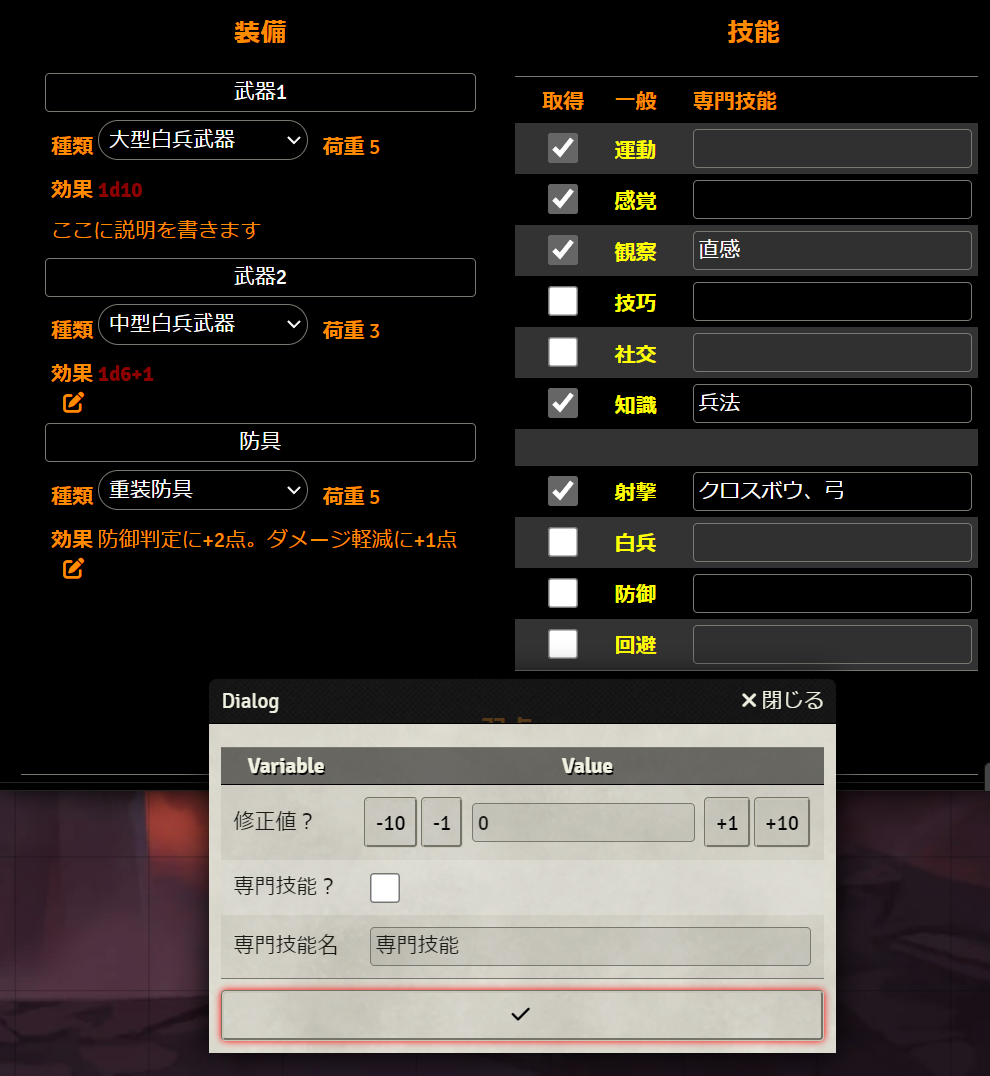 装備
武器1
種類 大型白兵武器 荷重 5
効果 1d10
ここに説明を書きます
武器2
種類 中型白兵武器 荷重 3
効果 1d6+1
防具
種類 重装防具 荷重 5
効果 防御判定に+2点。ダメージ軽減に+1点
技能
取得 一般 専門技能
運動
感覚
観察 直感
技巧
社交
知識 兵法
射撃 クロスボウ、弓
白兵
防御
回避
Dialog ×閉じる
Variable Value
修正値？ -10 -1 0 +1 +10
専門技能？
専門技能名 専門技能